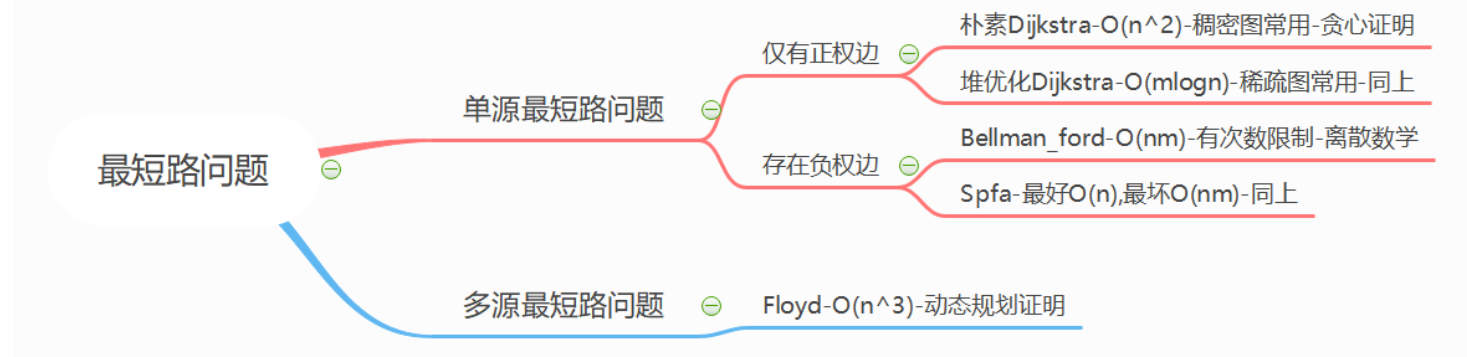 最短路问题
单源最短路问题
仅有正权边
朴素Dijkstra-O(n^2)-稠密图常用-贪心证明
堆优化Dijkstra-O(mlogn)-稀疏图常用-同上
存在负权边
Bellman_ford-O(nm)-有次数限制-离散数学
Spfa-最好O(n),最坏O(nm)-同上
多源最短路问题
Floyd-O(n^3)-动态规划证明